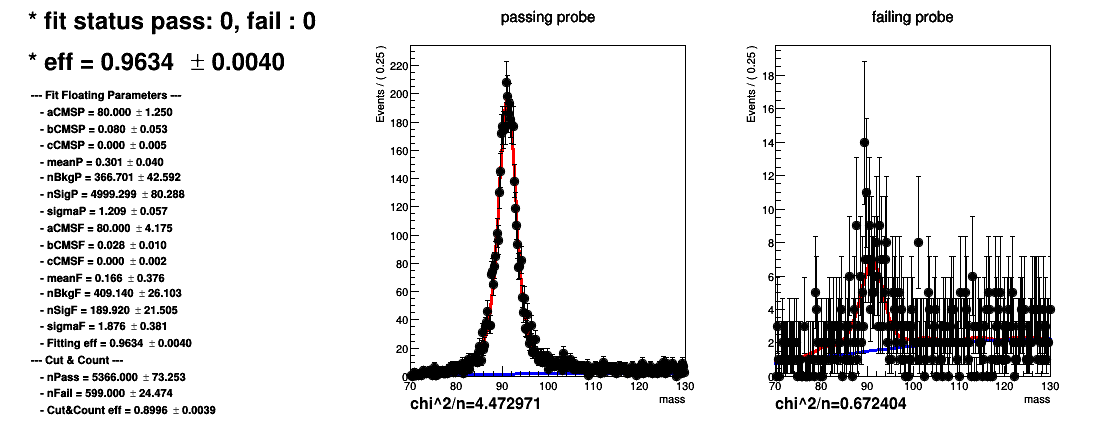 * fit status pass: 0, fail : 0
* eff = 0.9634 ± 0.0040
--- Fit Floating Parameters ---
- aCMSP = 80.000 ± 1.250
- bCMSP = 0.080 ± 0.053
- cCMSP = 0.000 ± 0.005
- meanP = 0.301 ± 0.040
- nBkgP = 366.701 ± 42.592
- nSigP = 4999.299 ± 80.288
- sigmaP = 1.209 ± 0.057
- aCMSF = 80.000 ± 4.175
- bCMSF = 0.028 ± 0.010
- cCMSF = 0.000 ± 0.002
- meanF = 0.166 ± 0.376
- nBkgF = 409.140 ± 26.103
- nSigF = 189.920 ± 21.505
- sigmaF = 1.876 ± 0.381
- Fitting eff = 0.9634 ± 0.0040
--- Cut & Count ---
- nPass = 5366.000 ± 73.253
- nFail = 599.000 ± 24.474
- Cut&Count eff = 0.8996 ± 0.0039
passing probe
Events / ( 0.25 )
220
200
180
160
140
120
100
80
60
40
20
0
70 80 90 100 110 120 130
mass
chi^2/n=4.472971
failing probe
Events / ( 0.25 )
18
16
14
12
10
8
6
4
2
0
70 80 90 100 110 120 130
mass
chi^2/n=0.672404